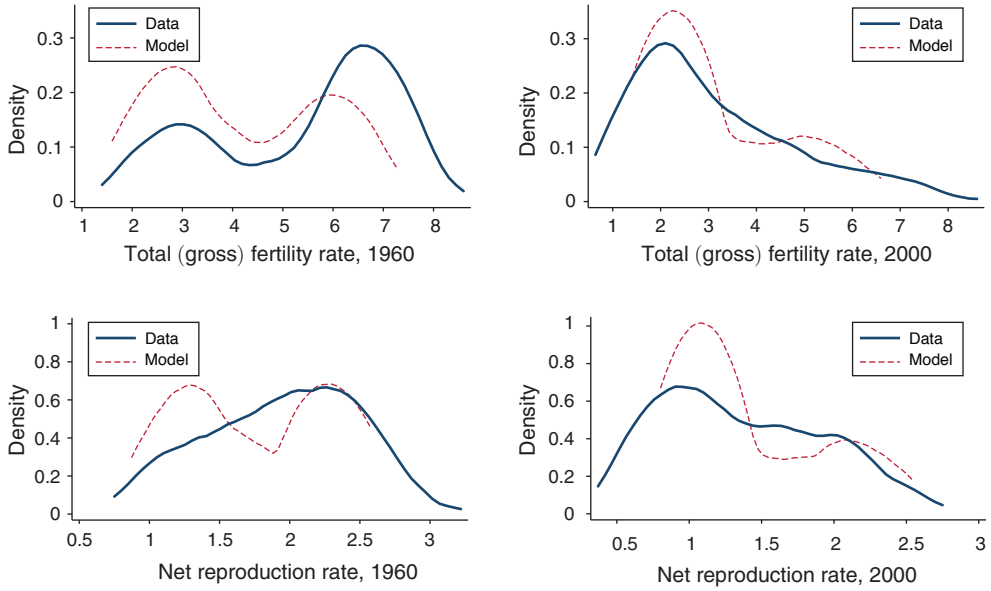 Data
Model
Density
0.3
0.2
0.1
0
1 2 3 4 5 6 7 8
Total (gross) fertility rate, 1960
Data
Model
Density
0.3
0.2
0.1
0
1 2 3 4 5 6 7 8
Total (gross) fertility rate, 2000
Data
Model
Density
1
0.8
0.6
0.4
0.2
0
0.5 1 1.5 2 2.5 3
Net reproduction rate, 1960
Data
Model
Density
1
0.8
0.6
0.4
0.2
0
0.5 1 1.5 2 2.5 3
Net reproduction rate, 2000